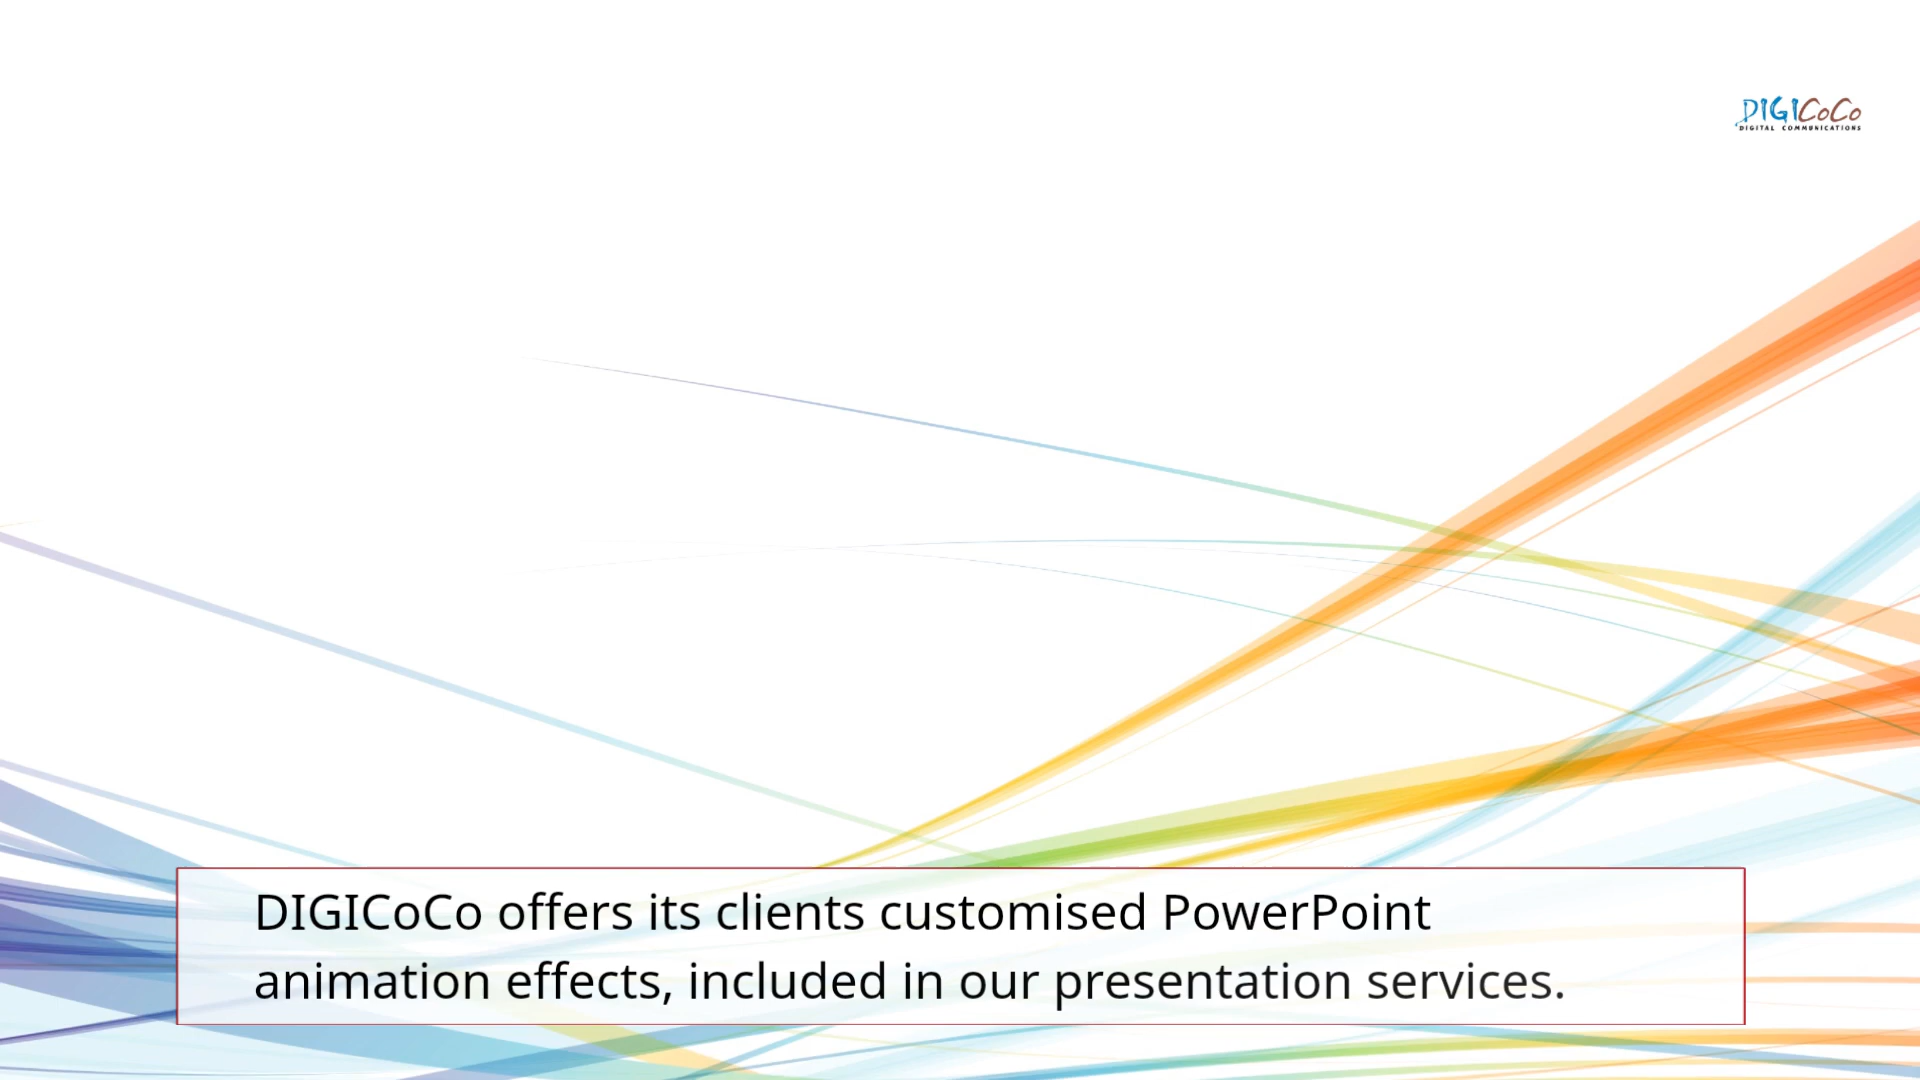 DIGICoCo
DIGITAL COMMUNICATIONS
DIGICoCo offers its clients customised PowerPoint
animation effects, included in our presentation services.